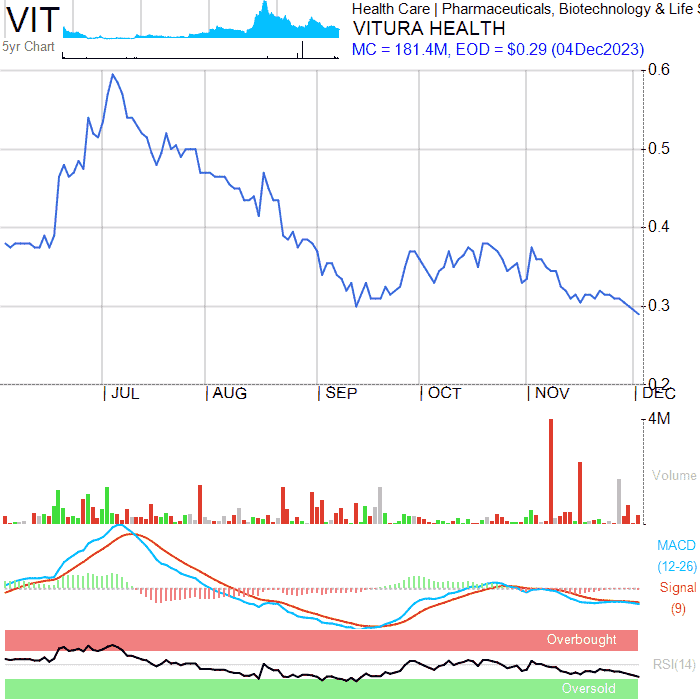 VIT
5yr Chart
Health Care | Pharmaceuticals, Biotechnology & Life
VITURA HEALTH
MC = 181.4M, EOD = $0.29 (04Dec2023)
0.6
0.5
0.4
0.3
0.2
JUL
AUG
SEP
OCT
NOV
DEC
4M
Volume
MACD
(12-26)
Signal
(9)
Overbought
RSI(14)
Oversold